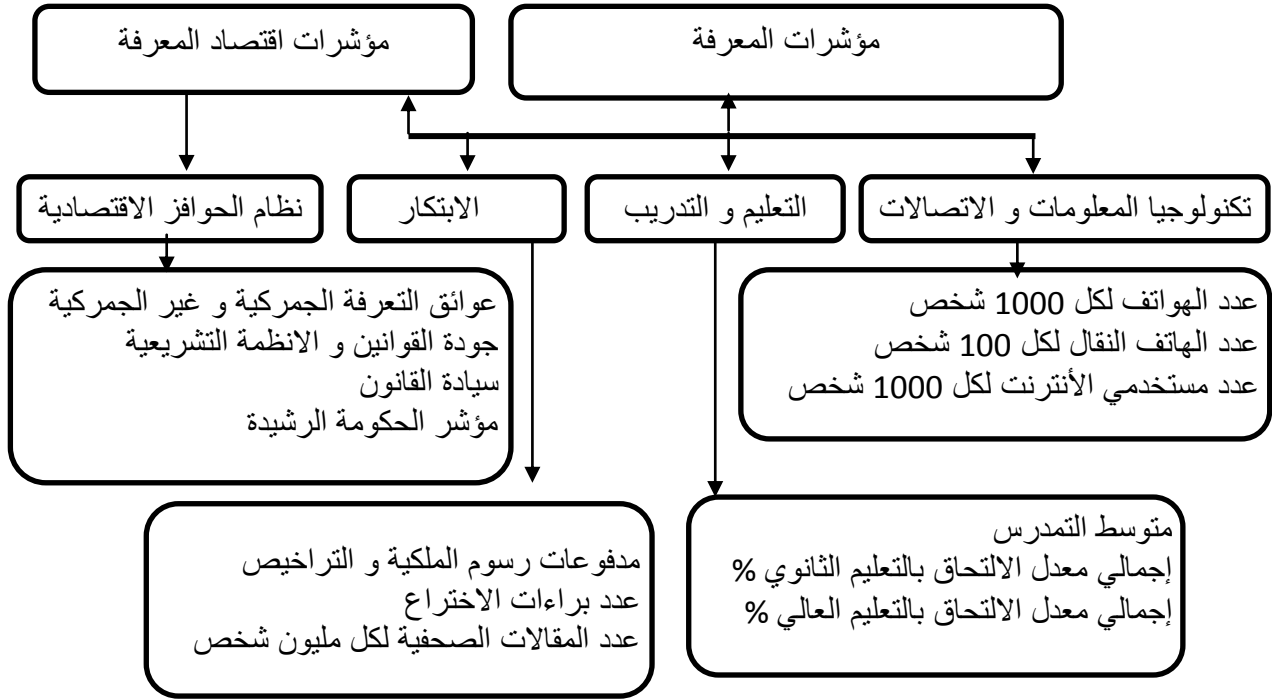 مؤشرات المعرفة
مؤشرات اقتصاد المعرفة
تكنولوجيا المعلومات و الاتصالات
التعليم و التدريب
الابتكار
نظام الحوافز الاقتصادية
عدد الهواتف لكل 1000 شخص
عدد الهاتف النقال لكل 100 شخص
عدد مستخدمي الأنترنت لكل 1000 شخص
عوائق التعرفة الجمركية و غير الجمركية
جودة القوانين و الانظمة التشريعية
سيادة القانون
مؤشر الحكومة الرشيدة
متوسط التمدرس
إجمالي معدل الالتحاق بالتعليم الثانوي %
إجمالي معدل الالتحاق بالتعليم العالي %
مدفوعات رسوم الملكية و التراخيص
عدد براءات الاختراع
عدد المقالات الصحفية لكل مليون شخص